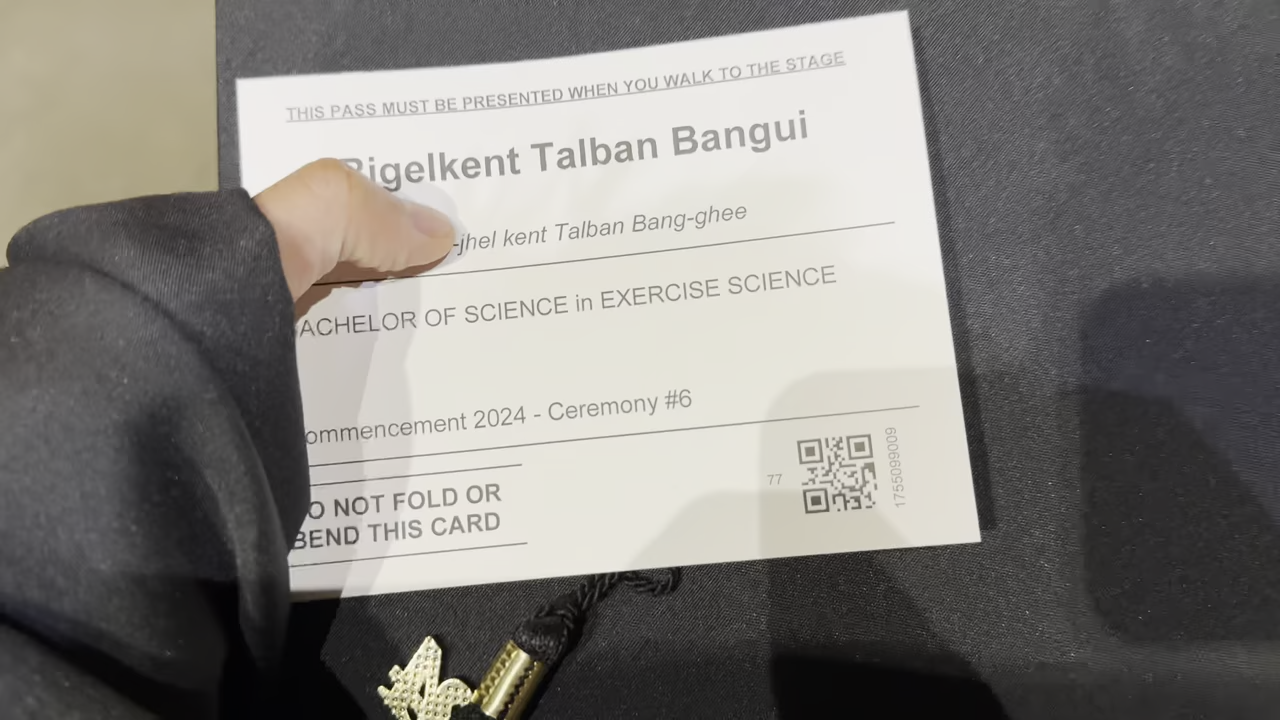 THIS PASS MUST BE PRESENTED WHEN YOU WALK TO THE STAGE
Rigelkent Talban Bangui
-jhel kent Talban Bang-ghee
ACHELOR OF SCIENCE in EXERCISE SCIENCE
ommencement 2024 - Ceremony #6
O NOT FOLD OR
BEND THIS CARD
77
1755099009